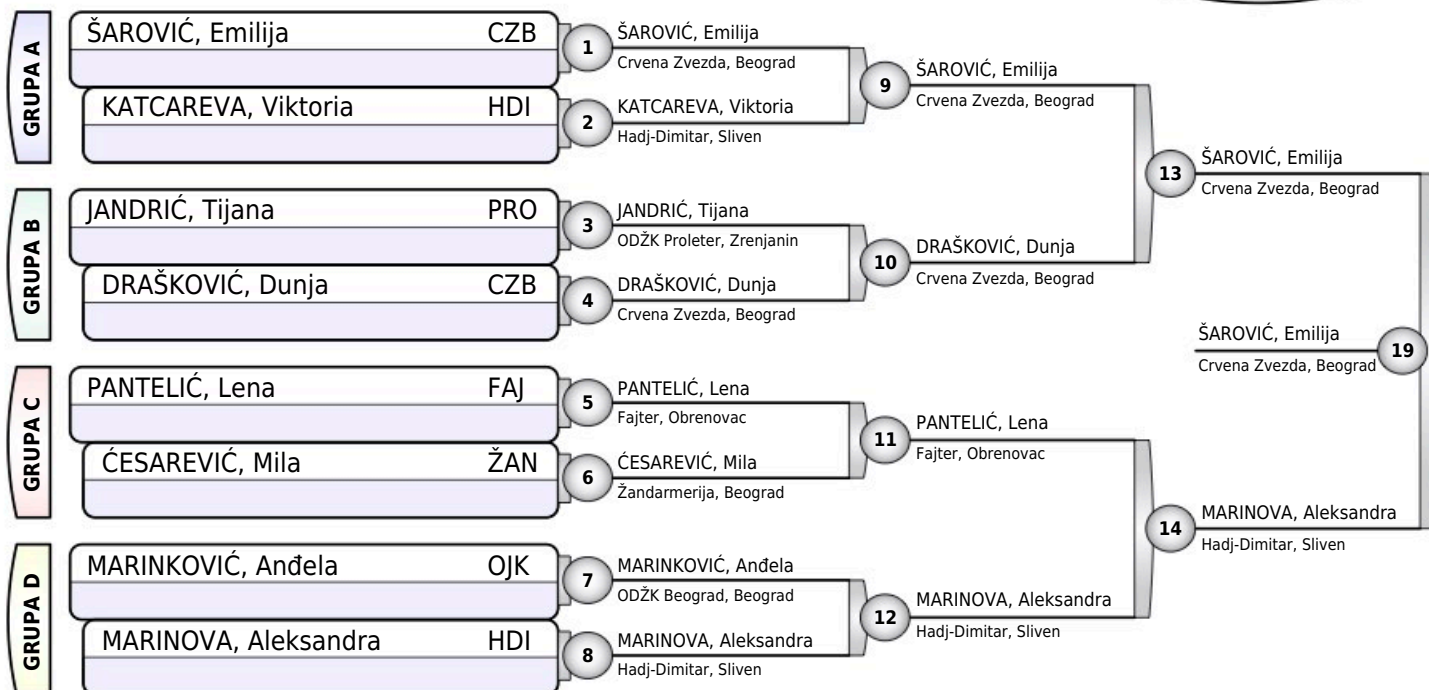 GRUPA A
ŠAROVIĆ, Emilija CZB
KATCAREVA, Viktoria HDI
1
ŠAROVIĆ, Emilija
Crvena Zvezda, Beograd
2
KATCAREVA, Viktoria
Hadj-Dimitar, Sliven
9
ŠAROVIĆ, Emilija
Crvena Zvezda, Beograd
GRUPA B
JANDRIĆ, Tijana PRO
DRAŠKOVIĆ, Dunja CZB
3
JANDRIĆ, Tijana
ODŽK Proleter, Zrenjanin
4
DRAŠKOVIĆ, Dunja
Crvena Zvezda, Beograd
10
DRAŠKOVIĆ, Dunja
Crvena Zvezda, Beograd
13
ŠAROVIĆ, Emilija
Crvena Zvezda, Beograd
GRUPA C
PANTELIĆ, Lena FAJ
ĆESAREVIĆ, Mila ŽAN
5
PANTELIĆ, Lena
Fajter, Obrenovac
6
ĆESAREVIĆ, Mila
Žandarmerija, Beograd
11
PANTELIĆ, Lena
Fajter, Obrenovac
GRUPA D
MARINKOVIĆ, Anđela OJK
MARINOVA, Aleksandra HDI
7
MARINKOVIĆ, Anđela
ODŽK Beograd, Beograd
8
MARINOVA, Aleksandra
Hadj-Dimitar, Sliven
12
MARINOVA, Aleksandra
Hadj-Dimitar, Sliven
14
MARINOVA, Aleksandra
Hadj-Dimitar, Sliven
ŠAROVIĆ, Emilija
Crvena Zvezda, Beograd
19